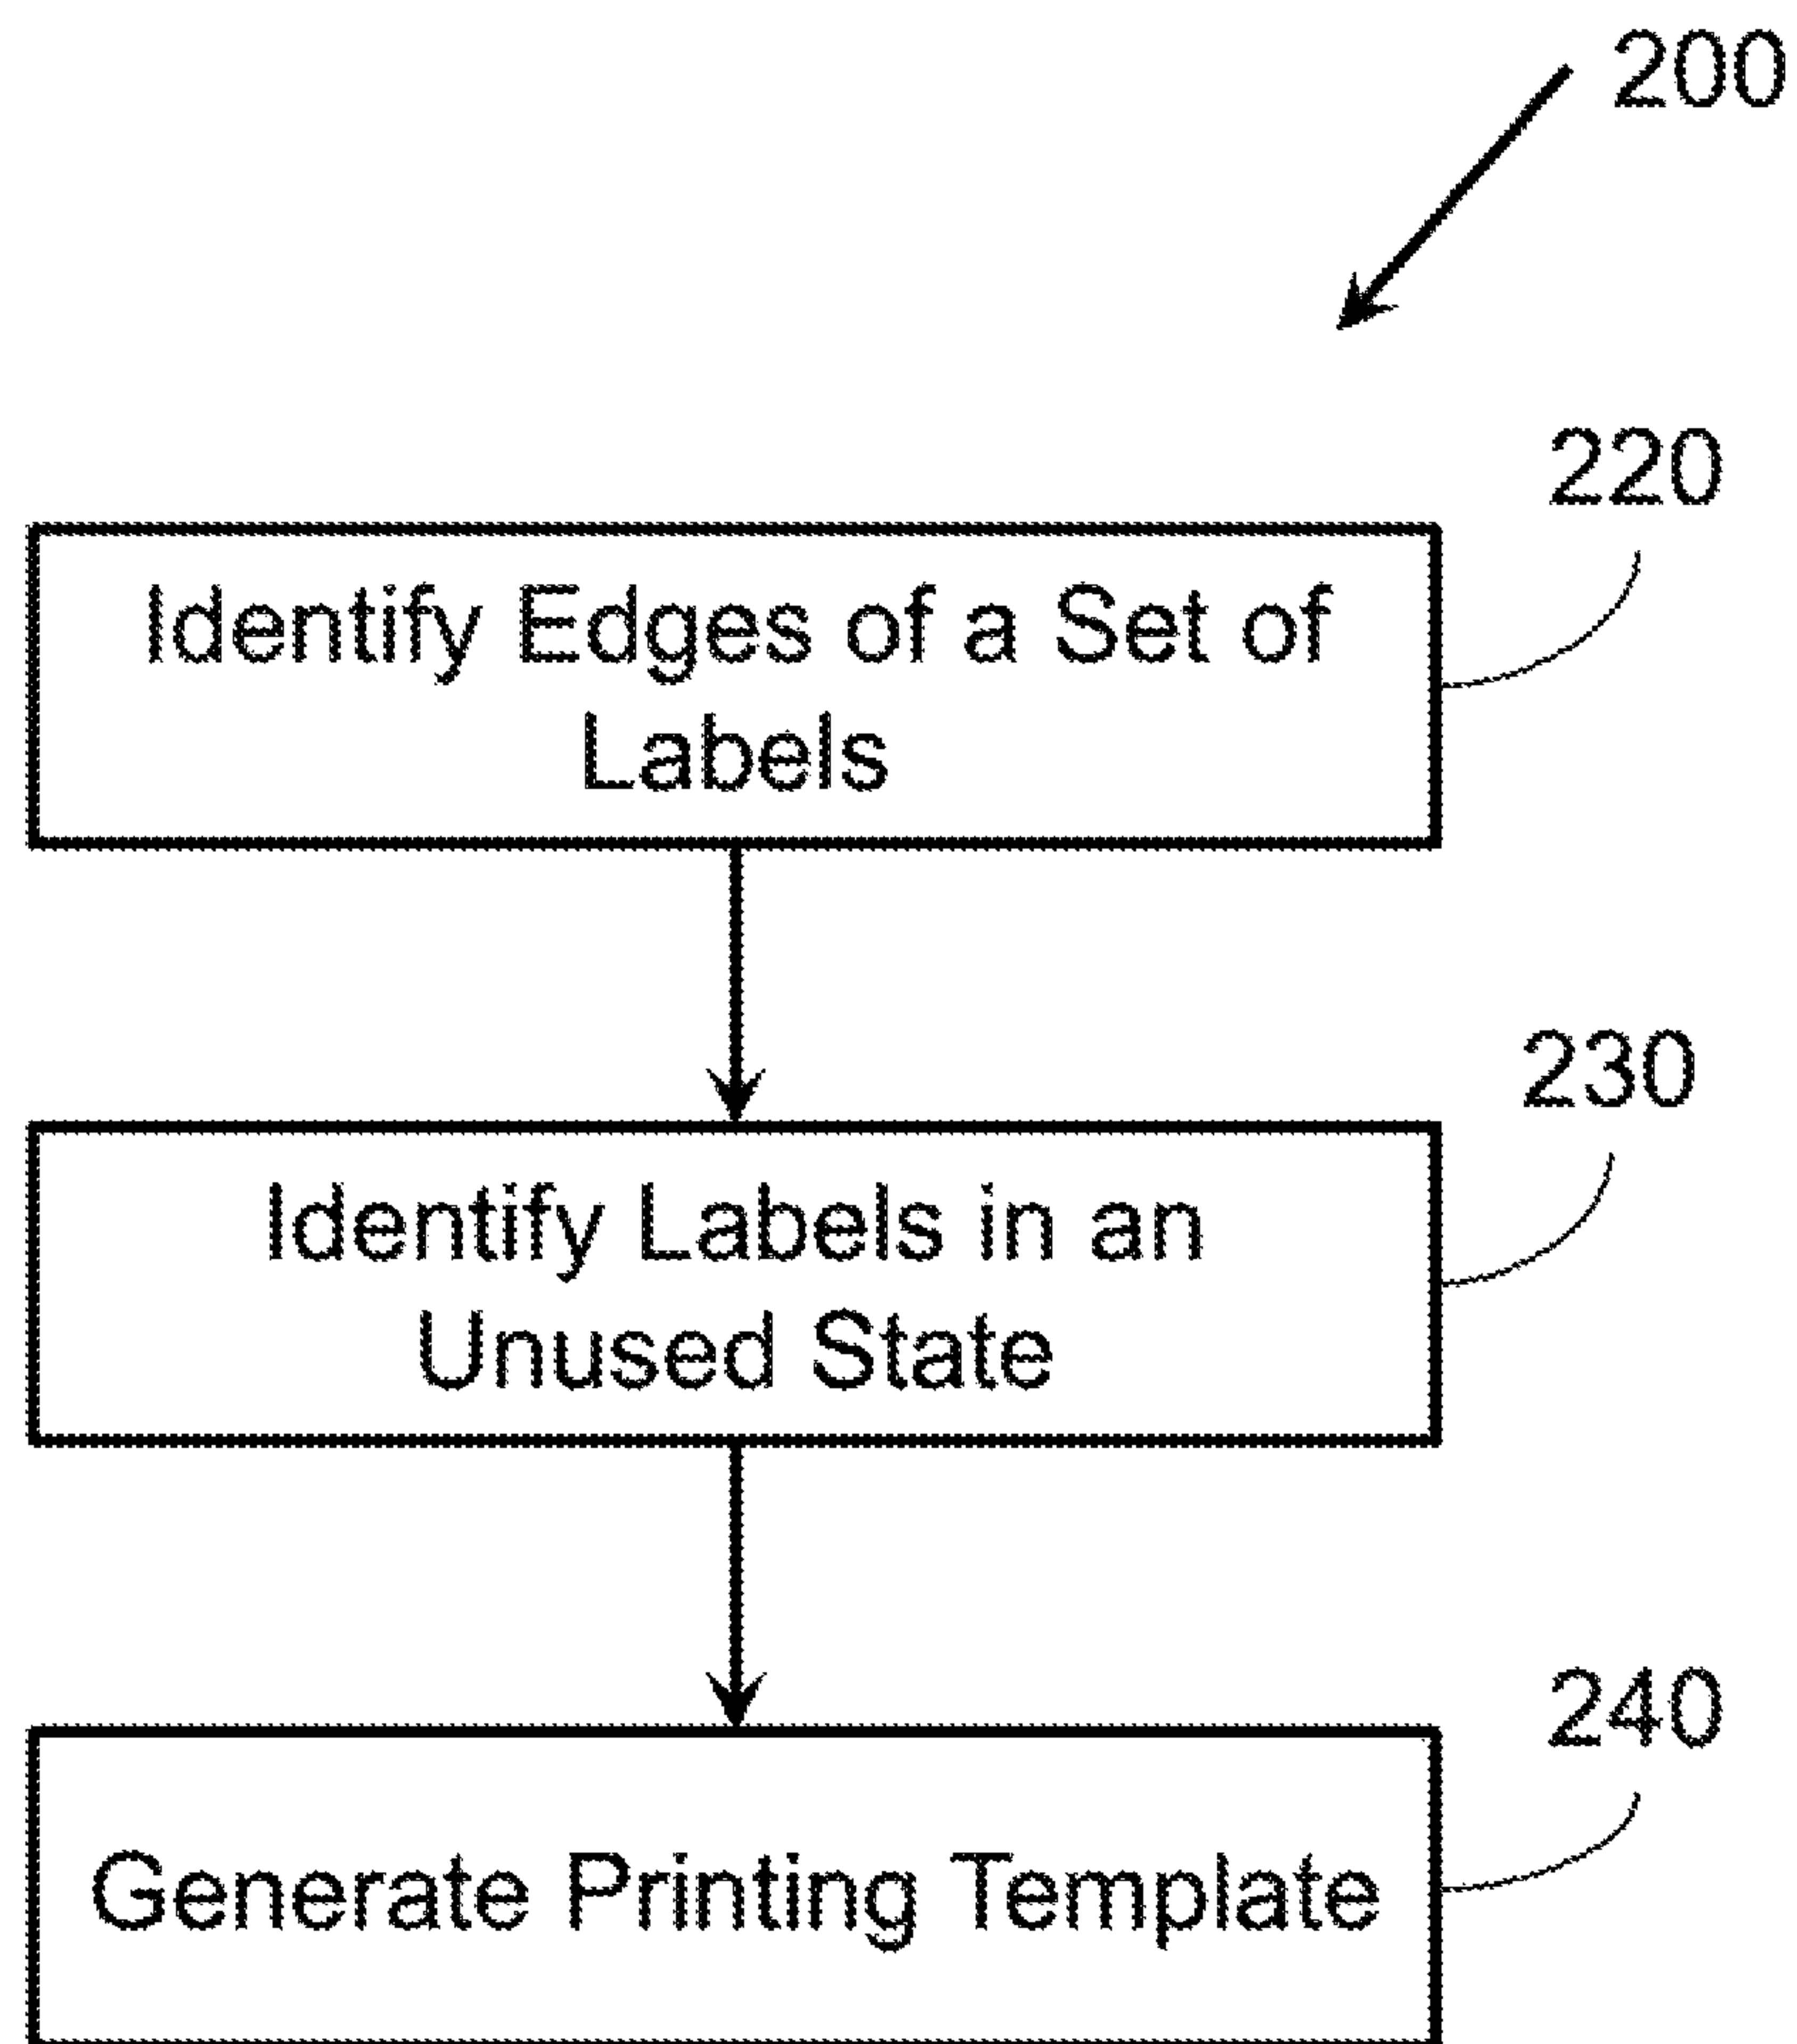 200
220
Identify Edges of a Set of
Labels
230
Identify Labels in an
Unused State
240
Generate Printing Template